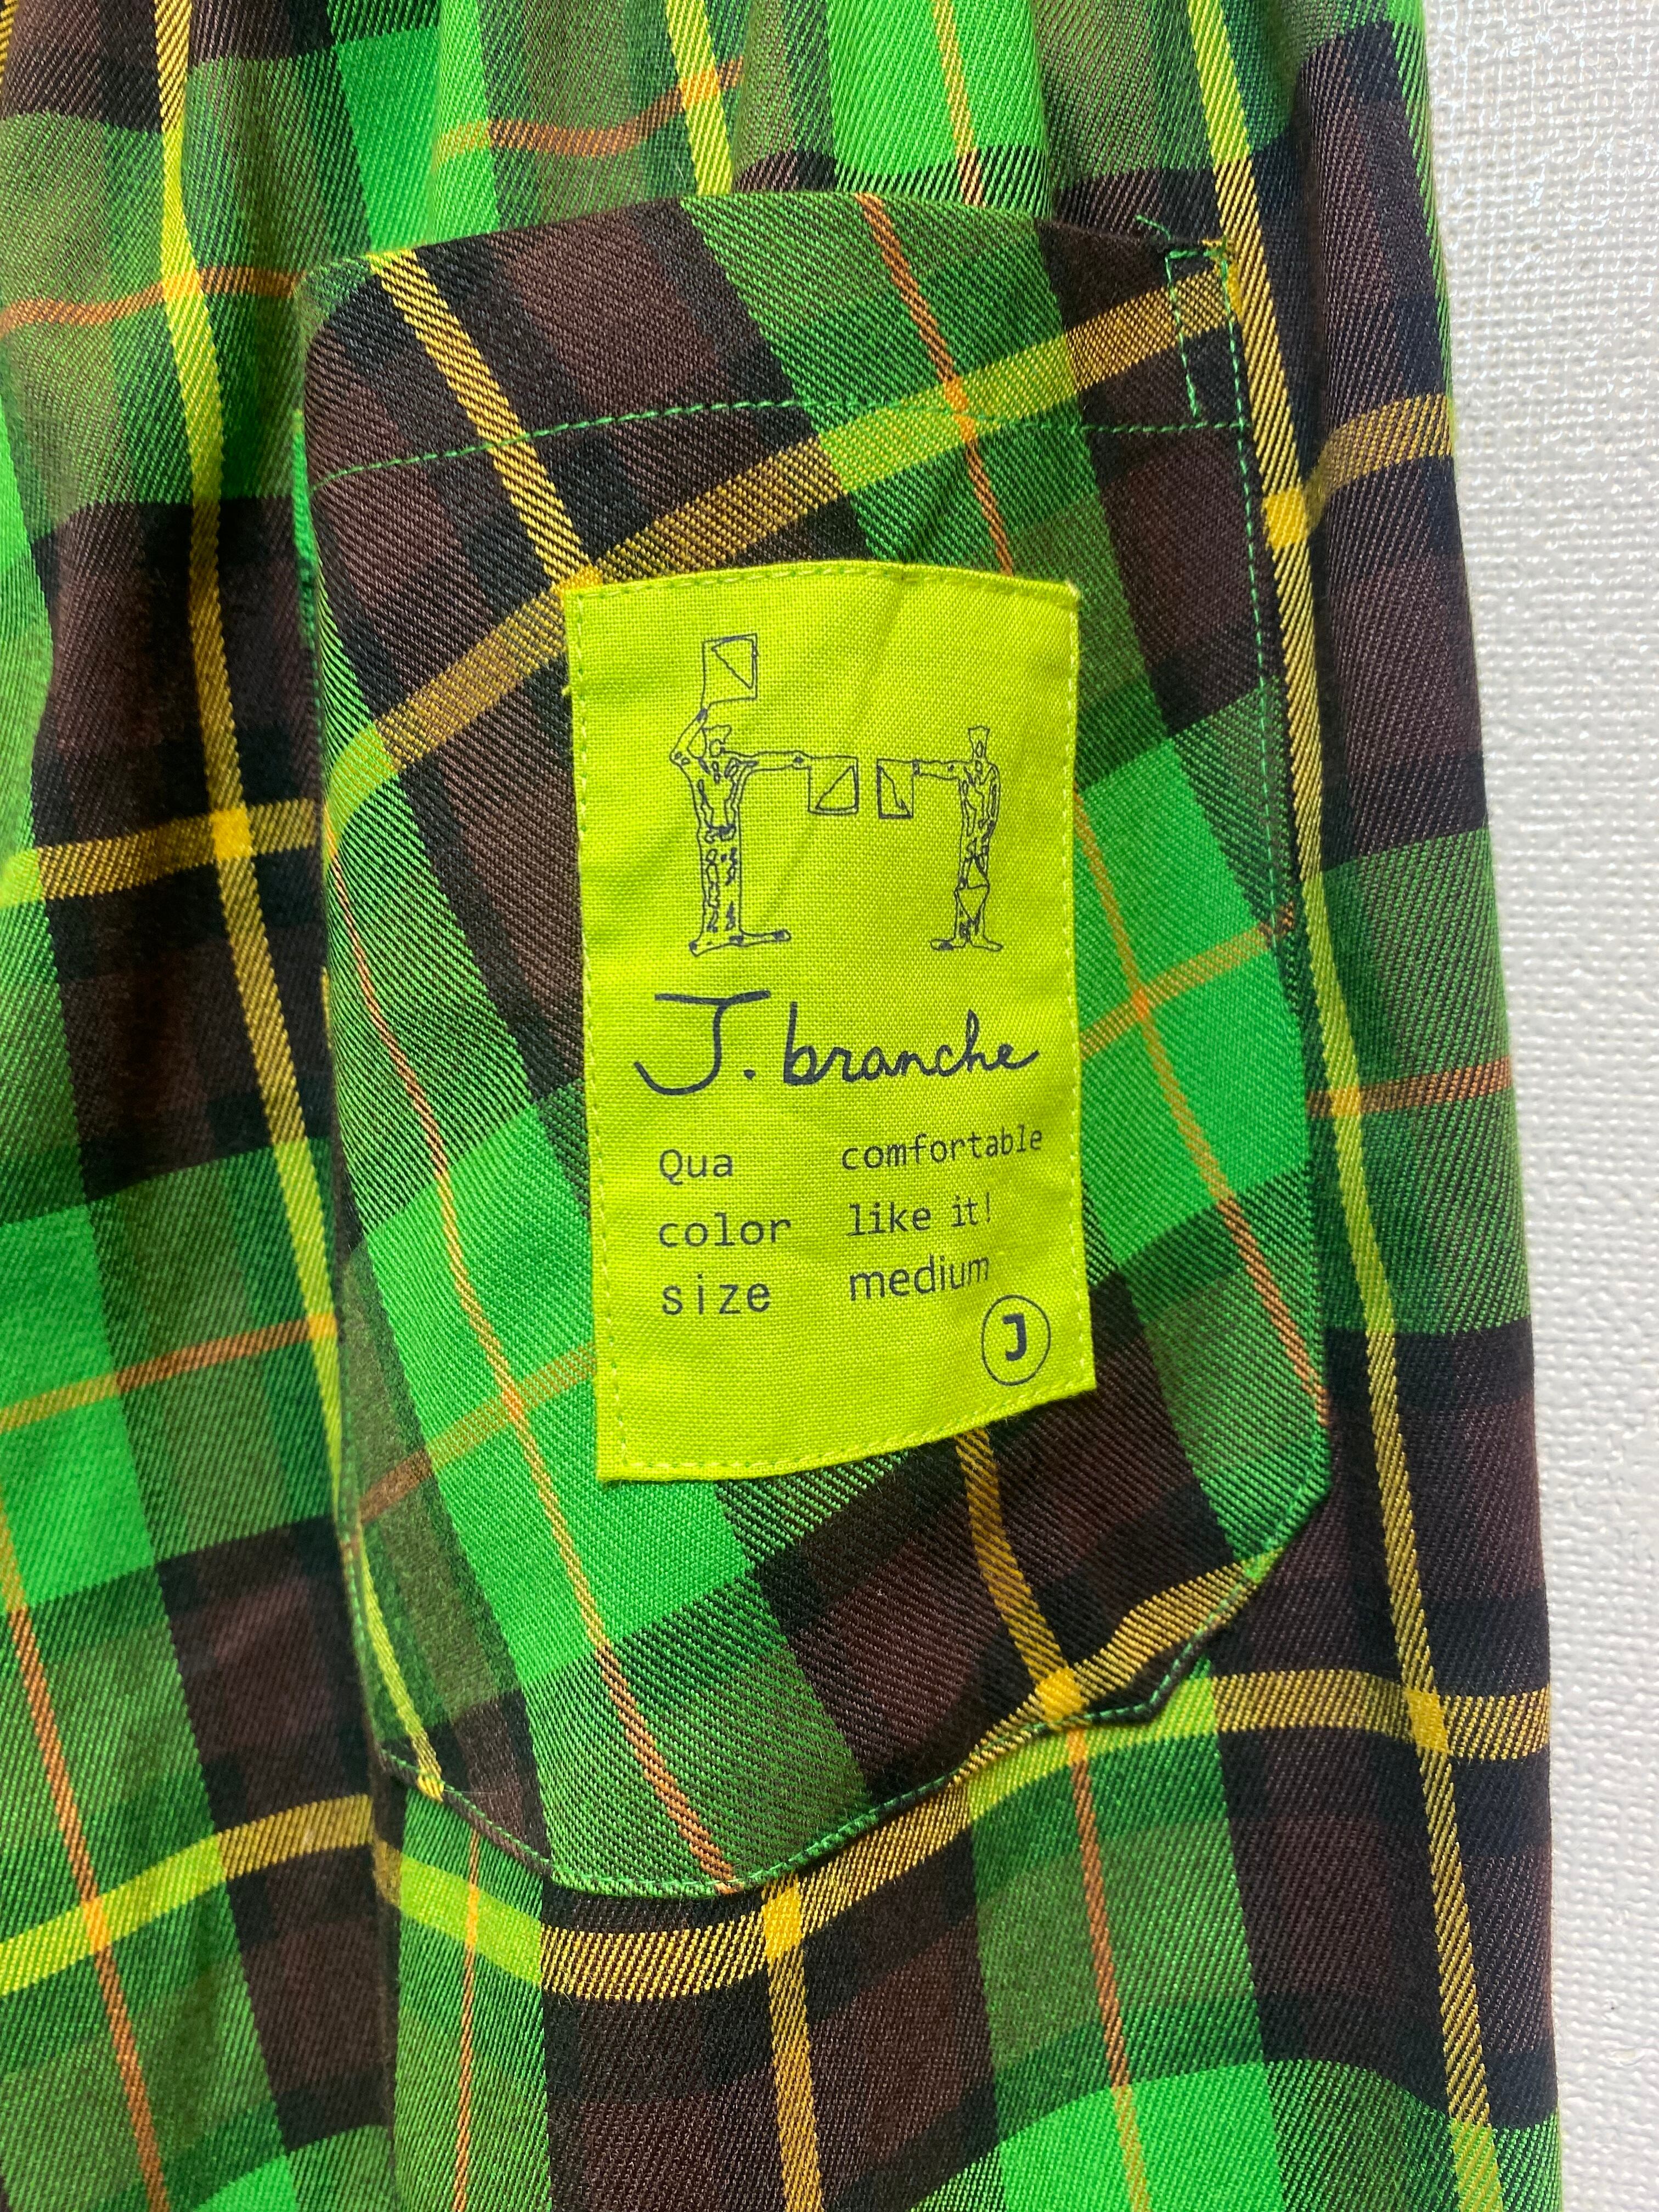 J. branche
Qua comfortable
color like it!
size medium
J